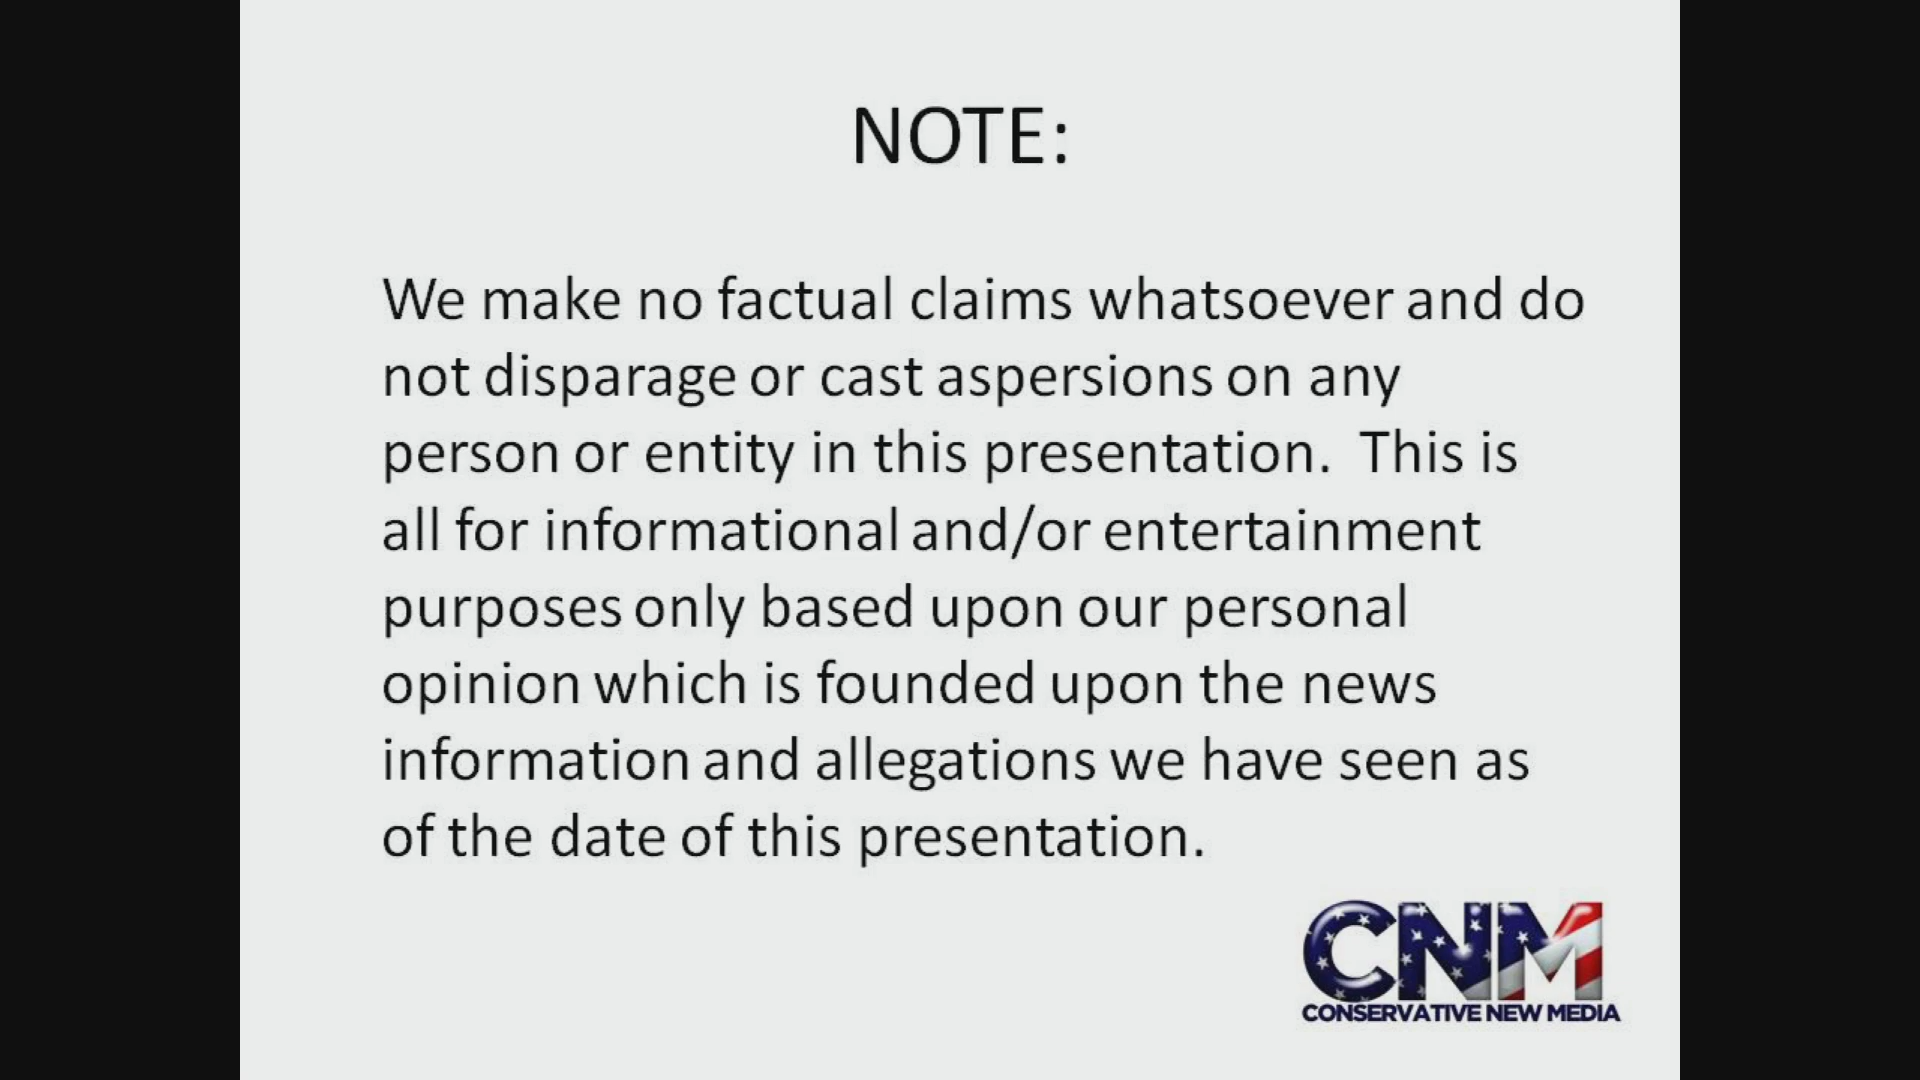 NOTE:
We make no factual claims whatsoever and do
not disparage or cast aspersions on any
person or entity in this presentation.  This is
all for informational and/or entertainment
purposes only based upon our personal
opinion which is founded upon the news
information and allegations we have seen as
of the date of this presentation.
CNM
CONSERVATIVE NEW MEDIA